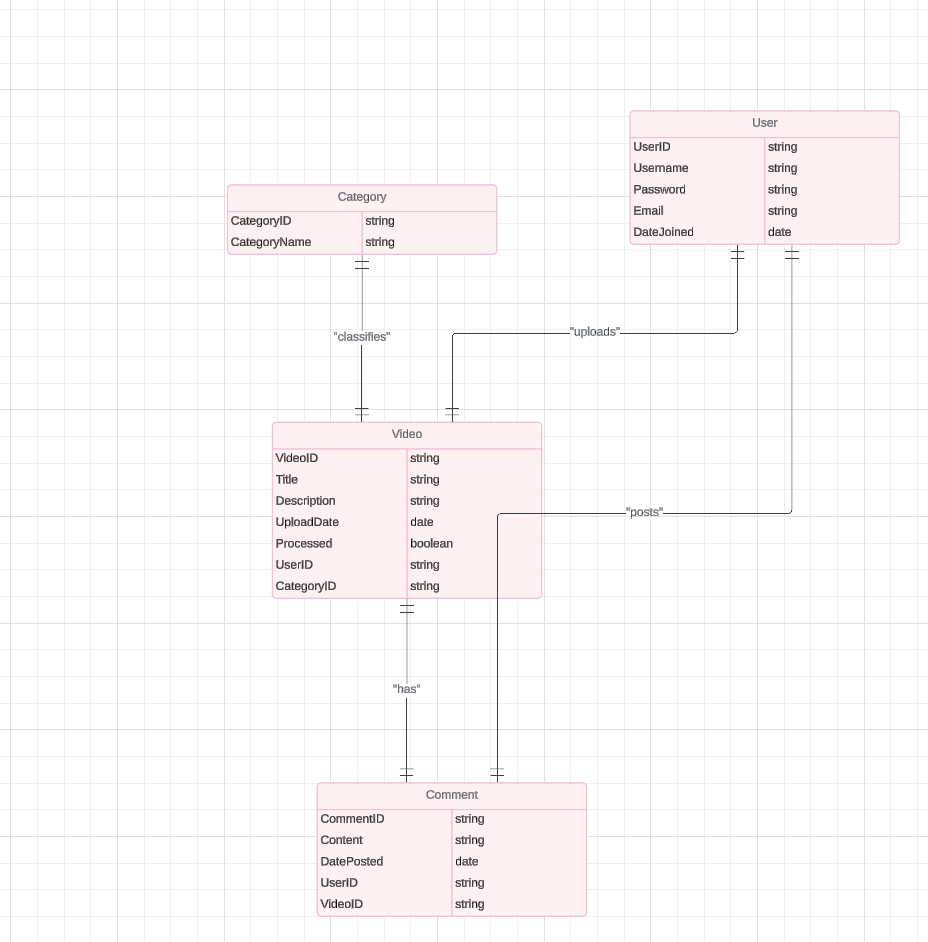 User
UserID string
Username string
Password string
Email string
DateJoined date
Category
CategoryID string
CategoryName string
"classifies"
"uploads"
Video
VideoID string
Title string
Description string
UploadDate date
Processed boolean
UserID string
CategoryID string
"posts"
"has"
Comment
CommentID string
Content string
DatePosted date
UserID string
VideoID string